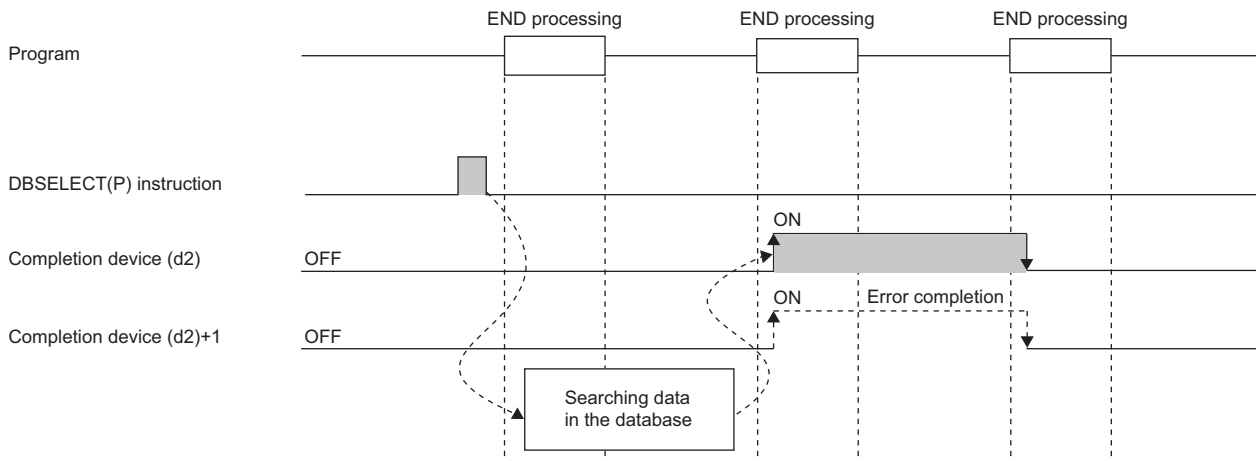 END processing
END processing
END processing
Program
DBSELECT(P) instruction
ON
Completion device (d2)
OFF
ON
Error completion
Completion device (d2)+1
OFF
Searching data
in the database